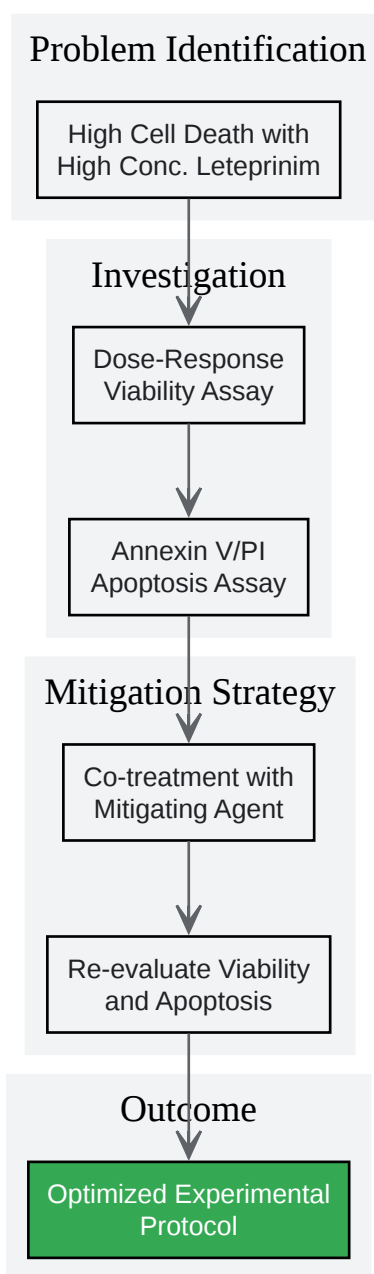 Problem Identification
High Cell Death with
High Conc. Leteprinim
Investigation
Dose-Response
Viability Assay
Annexin V/PI
Apoptosis Assay
Mitigation Strategy
Co-treatment with
Mitigating Agent
Re-evaluate Viability
and Apoptosis
Outcome
Optimized Experimental
Protocol